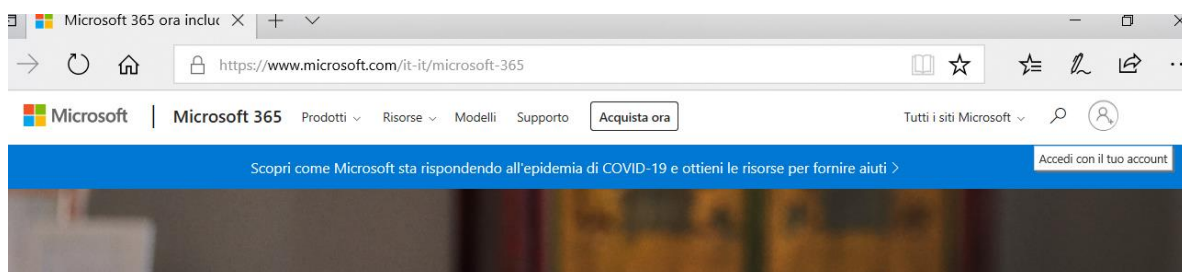 Microsoft 365 ora includ
https://www.microsoft.com/it-it/microsoft-365
Microsoft Microsoft 365 Prodotti Risorse Modelli Supporto Acquista ora Tutti i siti Microsoft
Accedi con il tuo account
Scopri come Microsoft sta rispondendo all'epidemia di COVID-19 e ottieni le risorse per fornire aiuti >